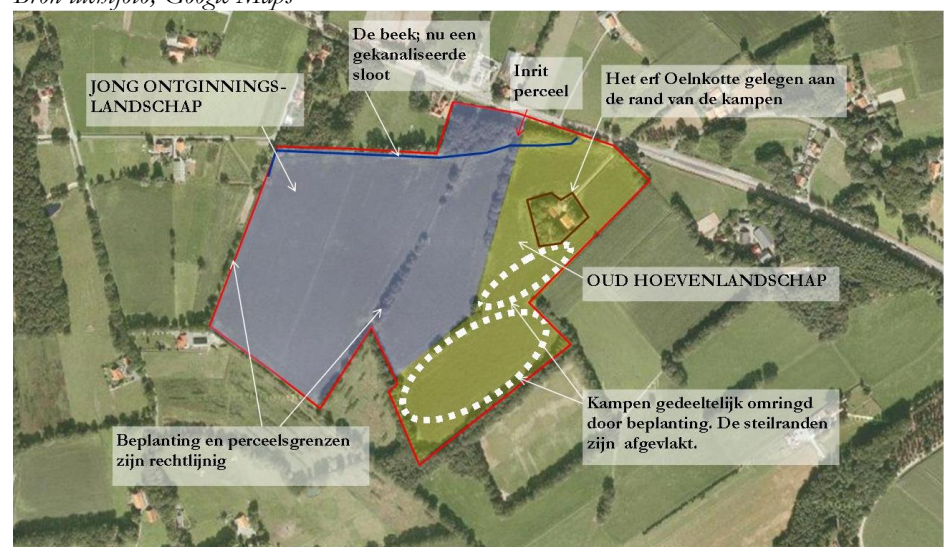 Bron luchtfoto; Google Maps
De beek; nu een
gekanaliseerde
sloot
JONG ONTGINNINGS-
LANDSCHAP
Inrit
perceel
Het erf Oelnkotte gelegen aan
de rand van de kampen
OUD HOEVENLANDSCHAP
Kampen gedeeltelijk omringd
door beplanting. De steilranden
zijn afgevlakt.
Beplanting en perceelsgrenzen
zijn rechtlijnig